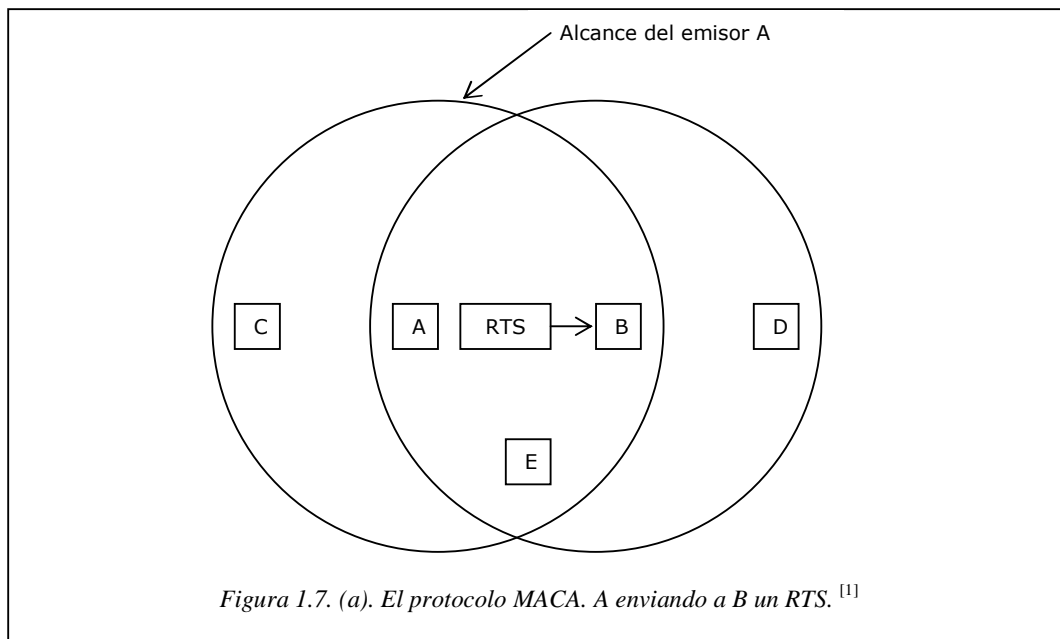 Alcance del emisor A
C
A
RTS
B
D
E
Figura 1.7. (a). El protocolo MACA. A enviando a B un RTS. [1]